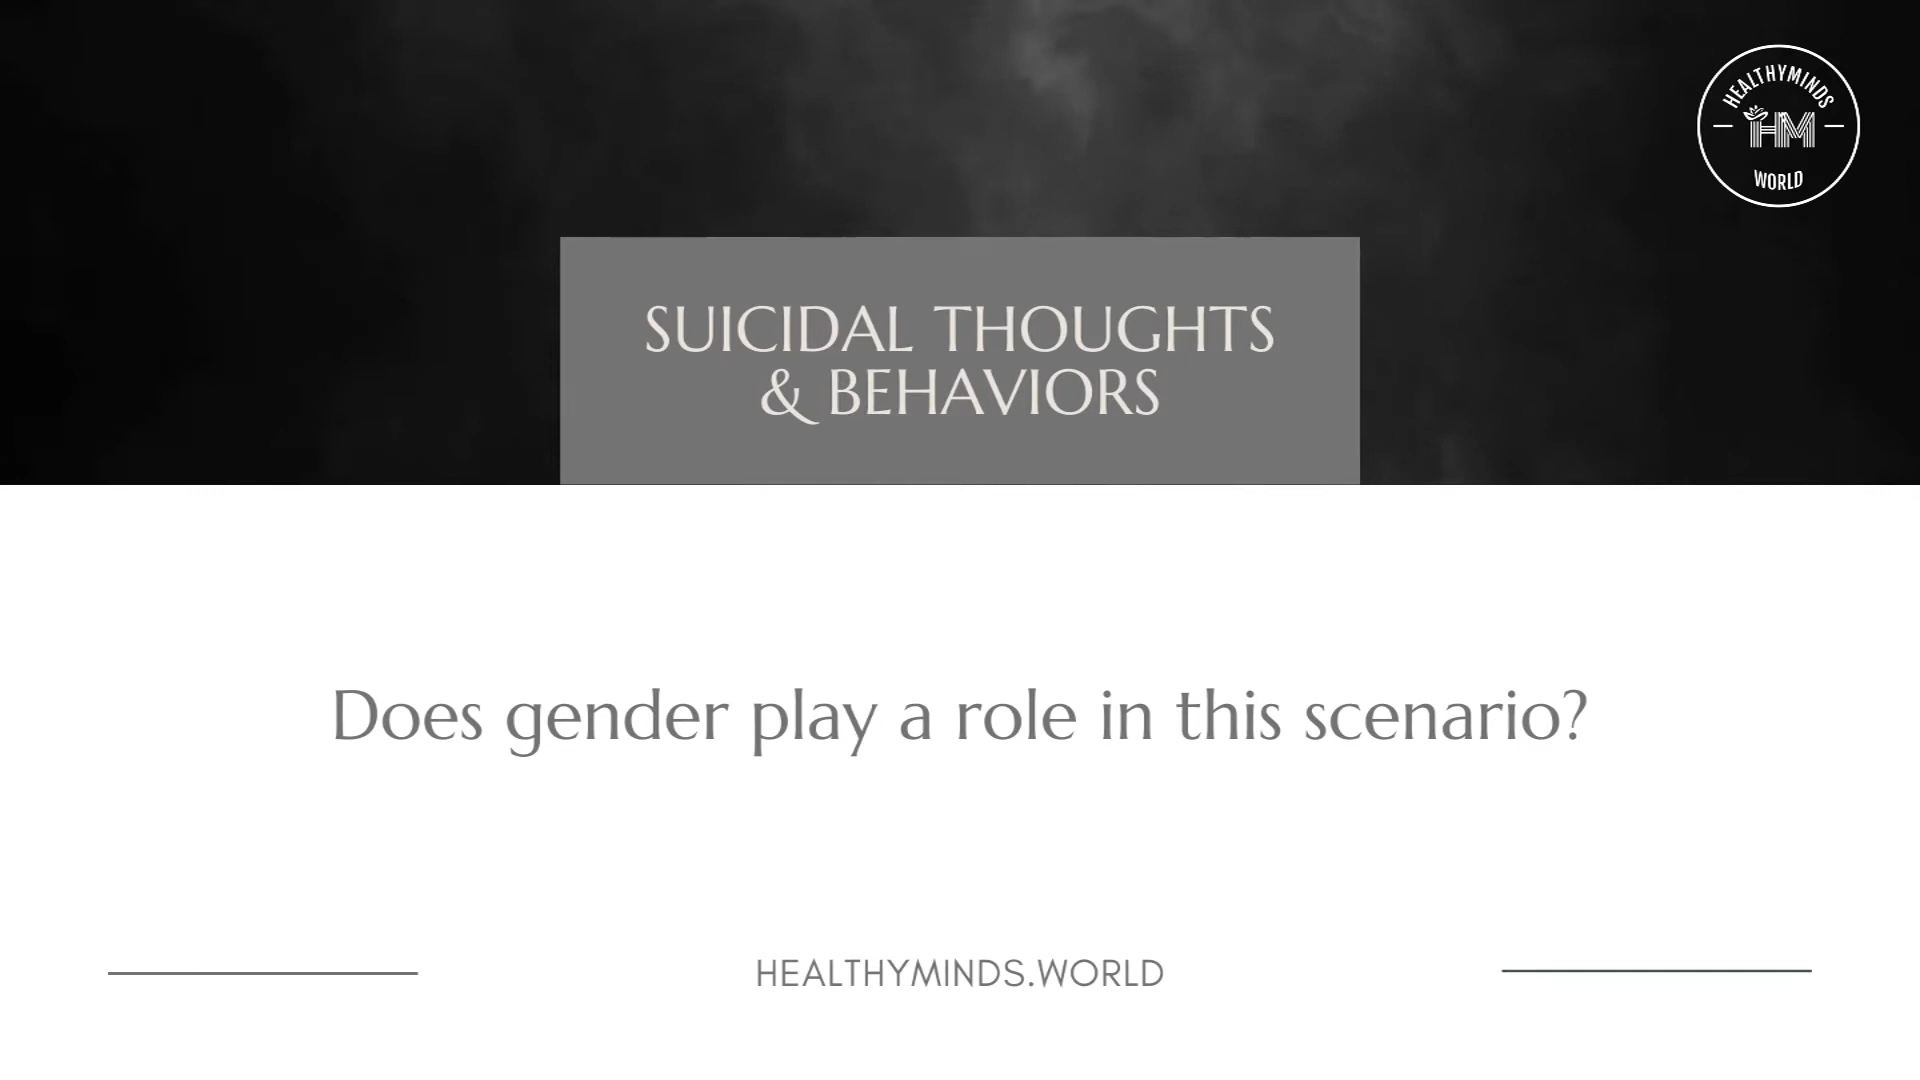 HEALTHYMINDS
HM
WORLD
SUICIDAL THOUGHTS
& BEHAVIORS
Does gender play a role in this scenario?
HEALTHYMINDS.WORLD